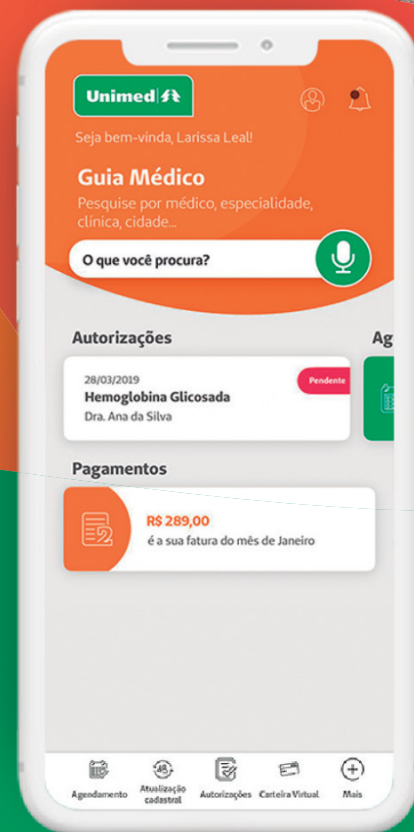 Unimed
Seja bem-vinda, Larissa Leal!
Guia Médico
Pesquise por médico, especialidade,
clínica, cidade...
O que você procura?
Autorizações
Ag
28/03/2019
Pendente
Hemoglobina Glicosada
Dra. Ana da Silva
Pagamentos
2
R$ 289,00
é a sua fatura do mês de Janeiro
Agendamento
Atualização
cadastral
Autorizações
Carteira Virtual
Mais